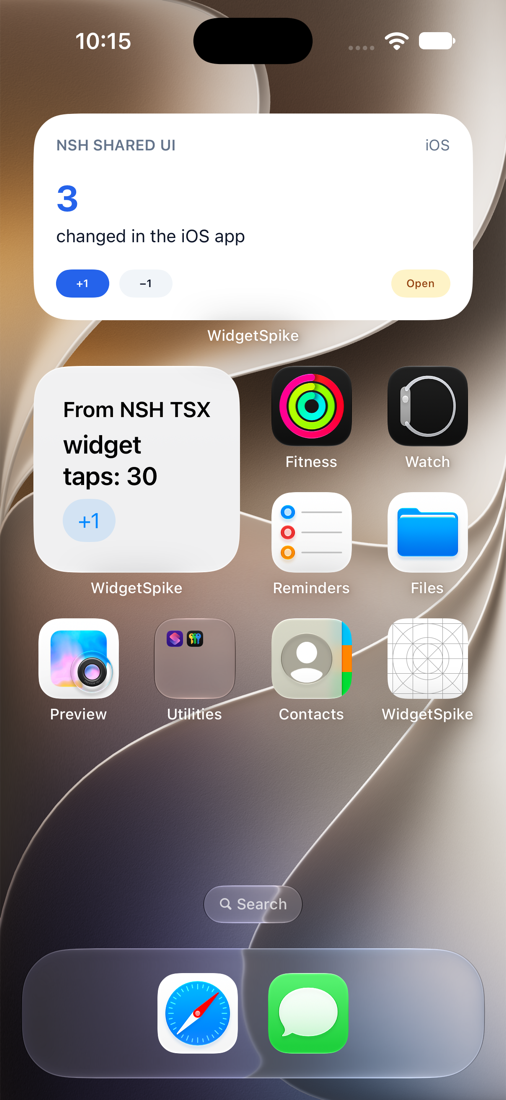 10:15
NSH SHARED UI
iOS
3
changed in the iOS app
+1
−1
Open
WidgetSpike
From NSH TSX
widget
taps: 30
+1
WidgetSpike
Fitness
Watch
Reminders
Files
Preview
Utilities
Contacts
WidgetSpike
Search